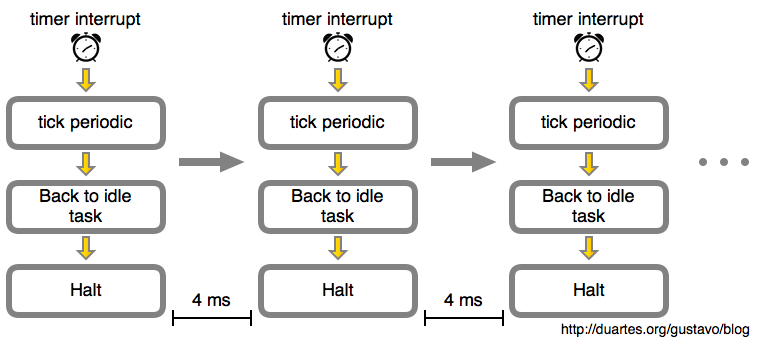 timer interrupt
timer interrupt
timer interrupt
tick periodic
tick periodic
tick periodic
Back to idle
task
Back to idle
task
Back to idle
task
Halt
4 ms
Halt
4 ms
Halt
http://duartes.org/gustavo/blog